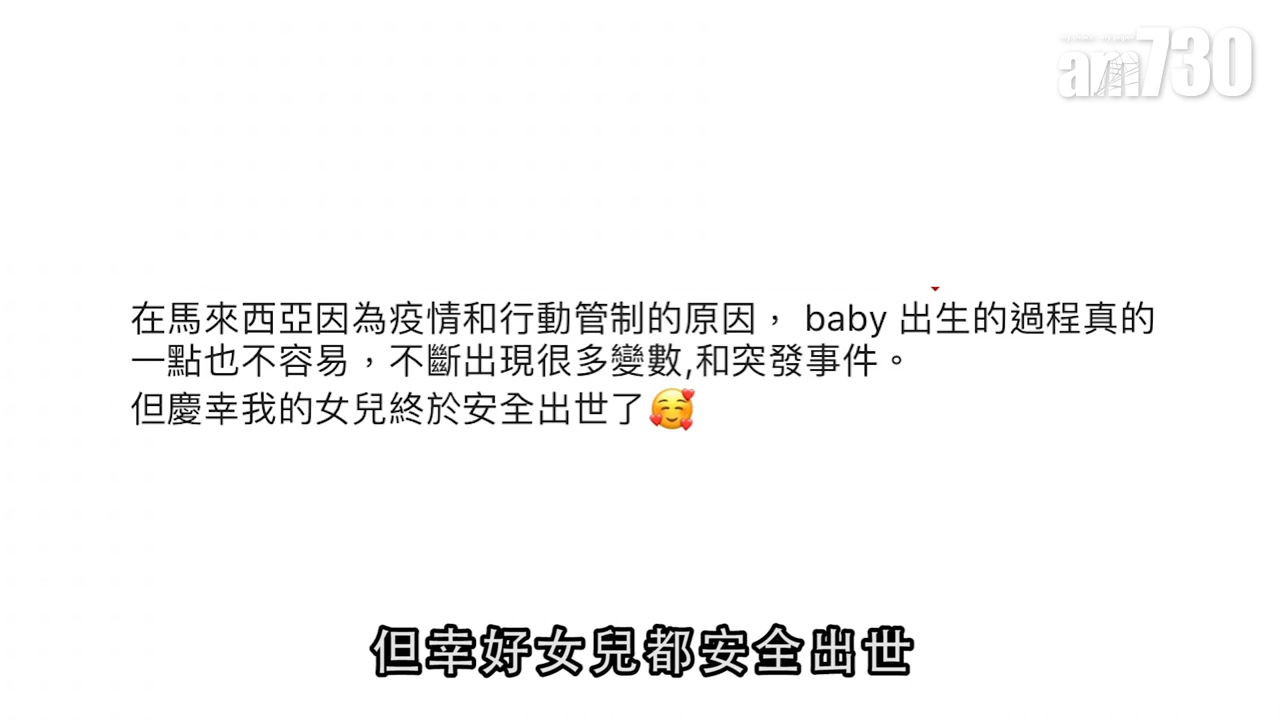 am730
在馬來西亞因為疫情和行動管制的原因， baby 出生的過程真的
一點也不容易，不斷出現很多變數,和突發事件。
但慶幸我的女兒終於安全出世了🥰
但幸好女兒都安全出世